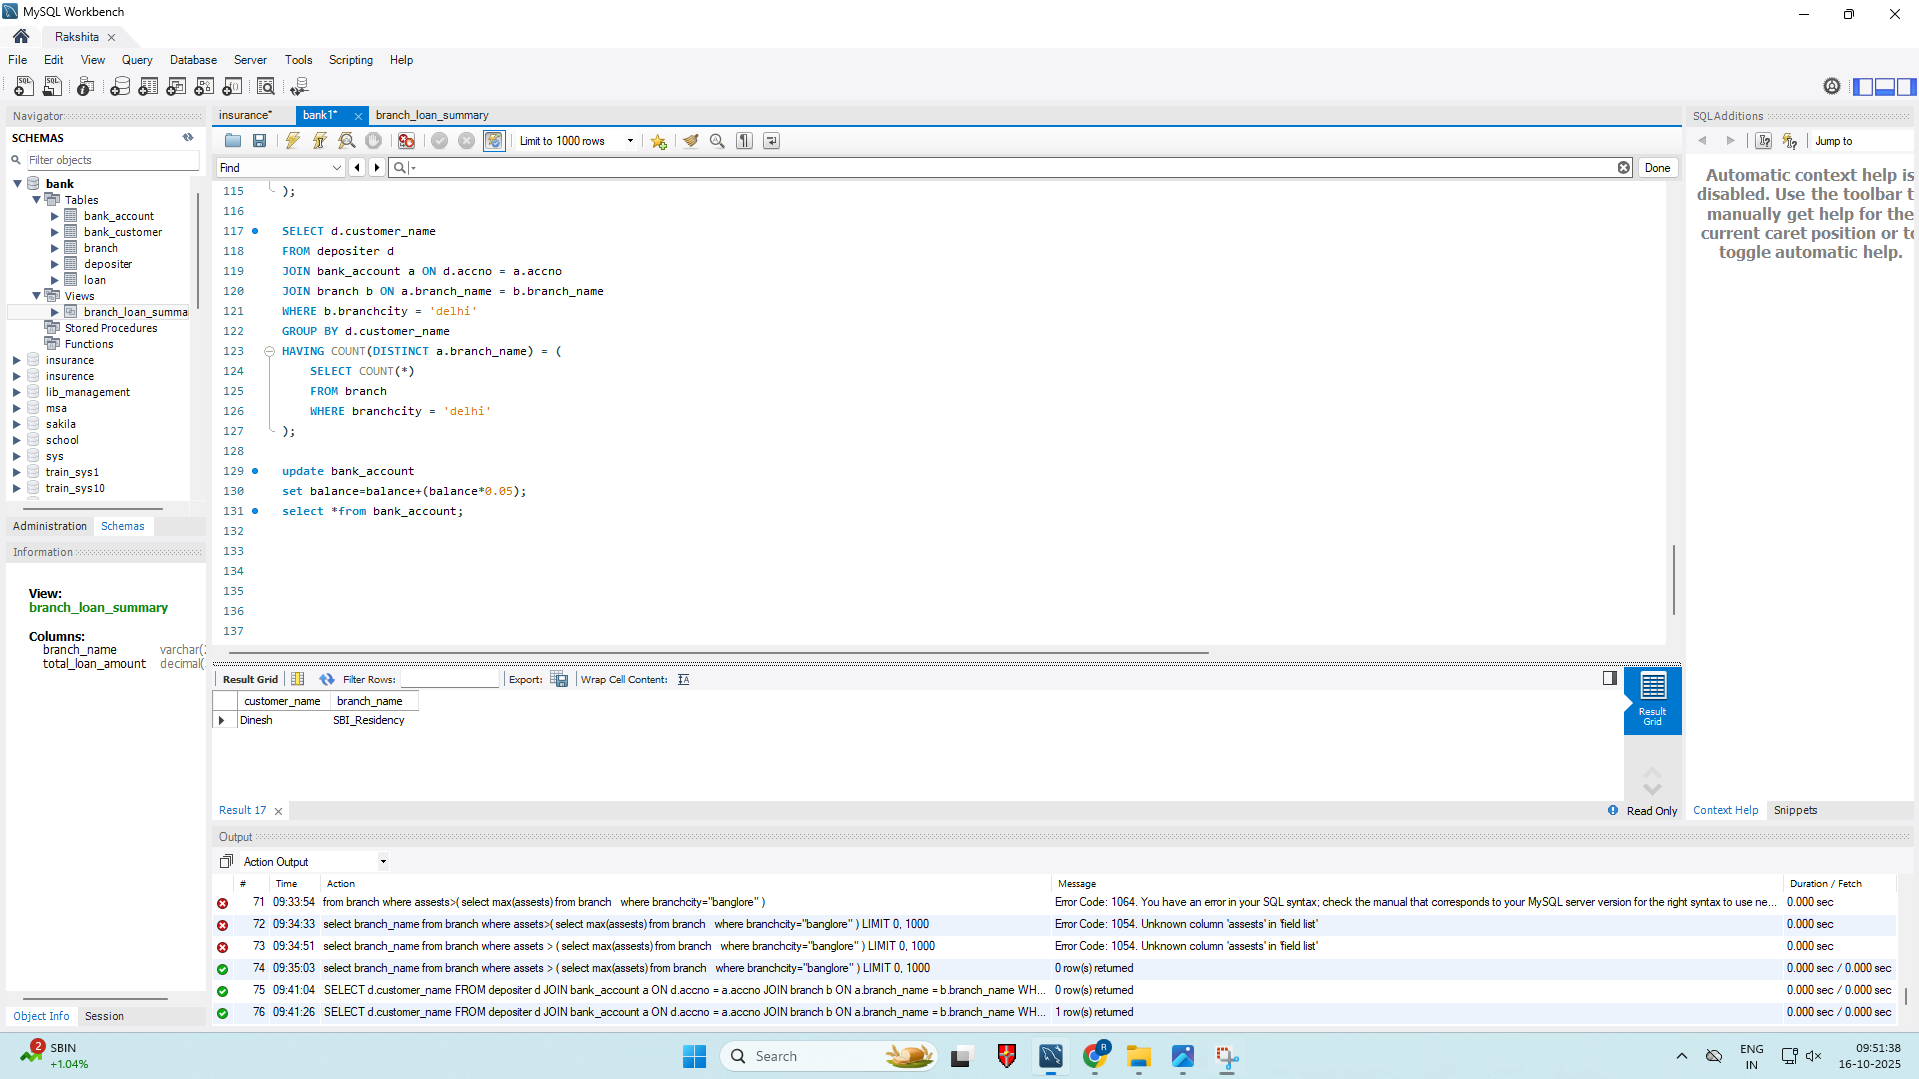 MySQL Workbench
Rakshita
File Edit View Query Database Server Tools Scripting Help
Navigator
SCHEMAS
Filter objects
bank
Tables
bank_account
bank_customer
branch
depositer
loan
Views
branch_loan_summa
Stored Procedures
Functions
insurance
insurence
lib_management
msa
sakila
school
sys
train_sys1
train_sys10
Administration Schemas
Information
View:
branch_loan_summary
Columns:
branch_name varchar(
total_loan_amount decimal(
Object Info Session
insurance* bank1* branch_loan_summary
Limit to 1000 rows
Find Done
115 );
116
117 SELECT d.customer_name
118 FROM depositer d
119 JOIN bank_account a ON d.accno = a.accno
120 JOIN branch b ON a.branch_name = b.branch_name
121 WHERE b.branchcity = 'delhi'
122 GROUP BY d.customer_name
123 HAVING COUNT(DISTINCT a.branch_name) = (
124 SELECT COUNT(*)
125 FROM branch
126 WHERE branchcity = 'delhi'
127 );
128
129 update bank_account
130 set balance=balance+(balance*0.05);
131 select *from bank_account;
132
133
134
135
136
137
Result Grid Filter Rows: Export: Wrap Cell Content:
customer_name branch_name
Dinesh SBI_Residency
Result Grid
Result 17 Read Only
SQLAdditions
Jump to
Automatic context help is
disabled. Use the toolbar t
manually get help for the
current caret position or to
toggle automatic help.
Context Help Snippets
Output
Action Output
# Time Action Message Duration / Fetch
71 09:33:54 from branch where assests>( select max(assests) from branch where branchcity="banglore" ) Error Code: 1064. You have an error in your SQL syntax; check the manual that corresponds to your MySQL server version for the right syntax to use ne... 0.000 sec
72 09:34:33 select branch_name from branch where assets>( select max(assests) from branch where branchcity="banglore" ) LIMIT 0, 1000 Error Code: 1054. Unknown column 'assests' in 'field list' 0.000 sec
73 09:34:51 select branch_name from branch where assets > ( select max(assests) from branch where branchcity="banglore" ) LIMIT 0, 1000 Error Code: 1054. Unknown column 'assests' in 'field list' 0.000 sec
74 09:35:03 select branch_name from branch where assets > ( select max(assets) from branch where branchcity="banglore" ) LIMIT 0, 1000 0 row(s) returned 0.000 sec / 0.000 sec
75 09:41:04 SELECT d.customer_name FROM depositer d JOIN bank_account a ON d.accno = a.accno JOIN branch b ON a.branch_name = b.branch_name WH... 0 row(s) returned 0.000 sec / 0.000 sec
76 09:41:26 SELECT d.customer_name FROM depositer d JOIN bank_account a ON d.accno = a.accno JOIN branch b ON a.branch_name = b.branch_name WH... 1 row(s) returned 0.000 sec / 0.000 sec
2 SBIN
+1.04%
Search
R
ENG
IN
09:51:38
16-10-2025